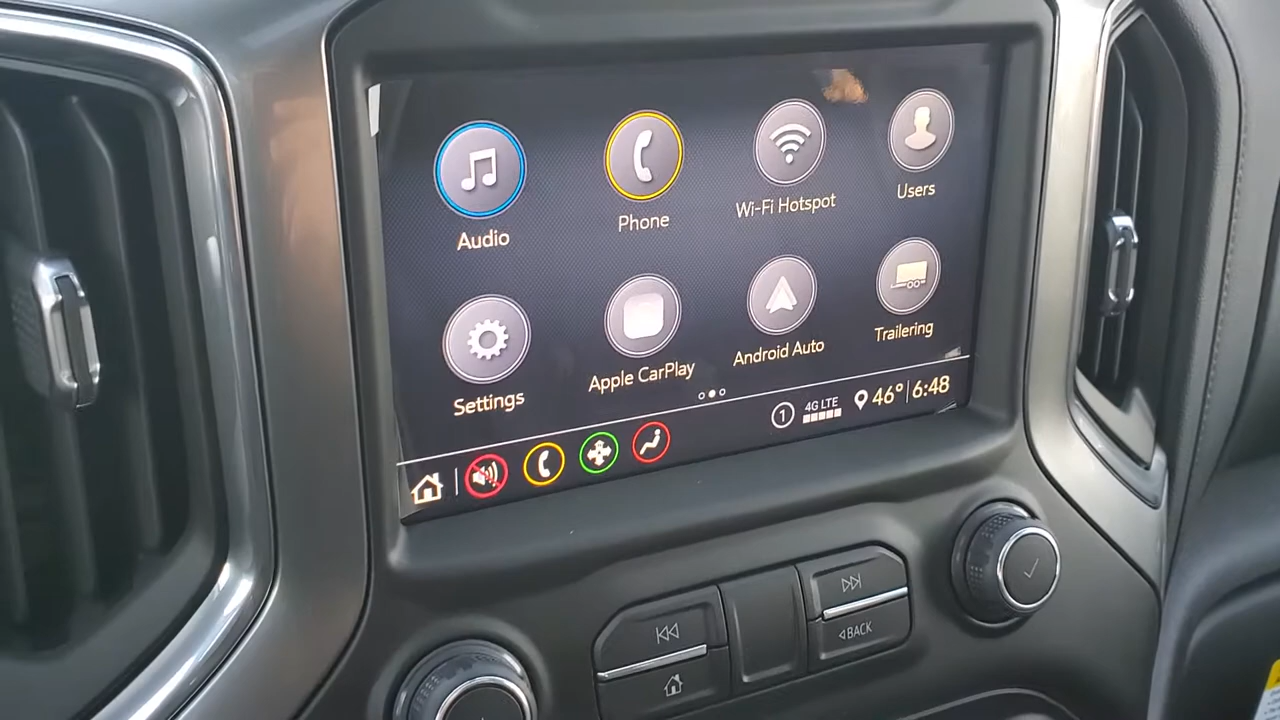 Audio
Phone
Wi-Fi Hotspot
Users
Settings
Apple CarPlay
Android Auto
Trailering
1
4G LTE
46° 6:48
BACK